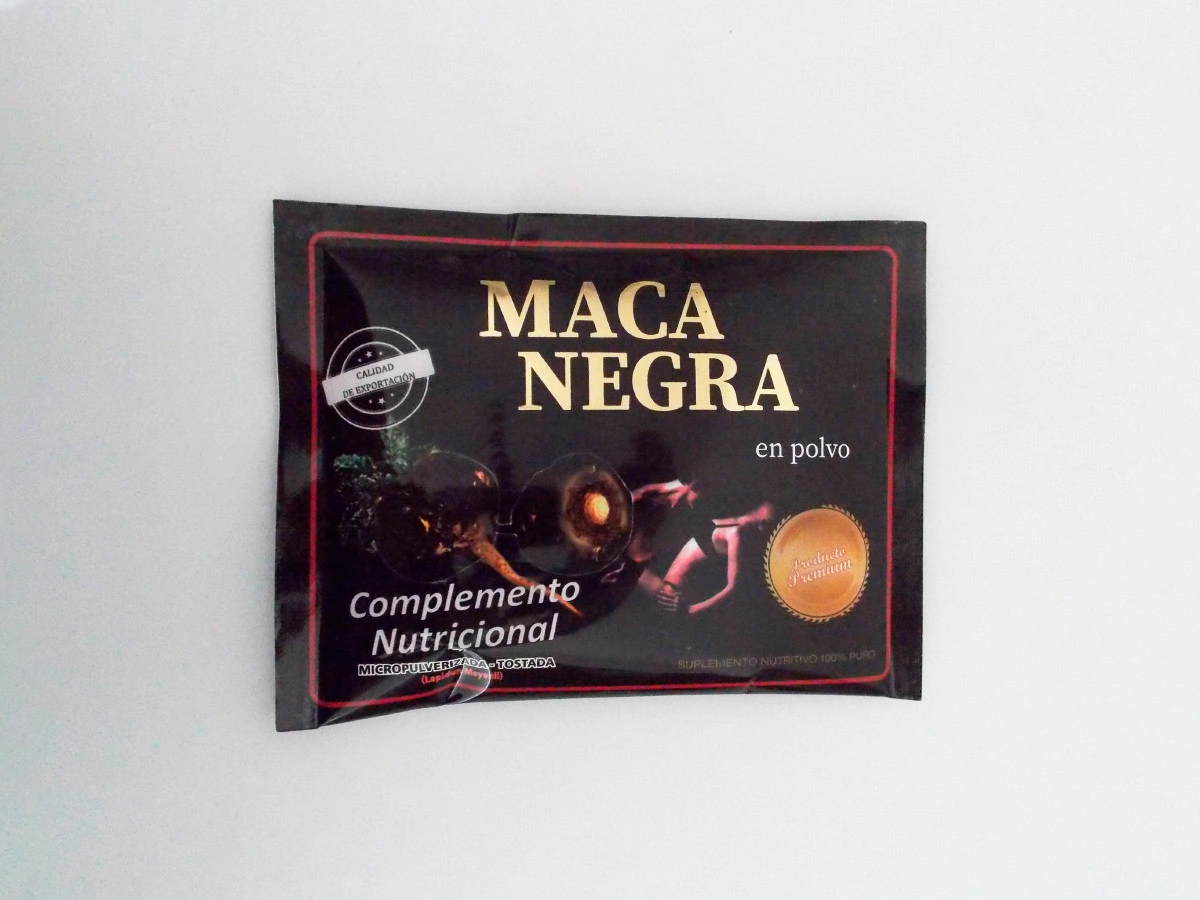 MACA
NEGRA
en polvo
CALIDAD
DE EXPORTACIÓN
Producto
Premium
Complemento
Nutricional
MICROPULVERIZADA - TOSTADA
SUPLEMENTO NUTRITIVO 100% PURO